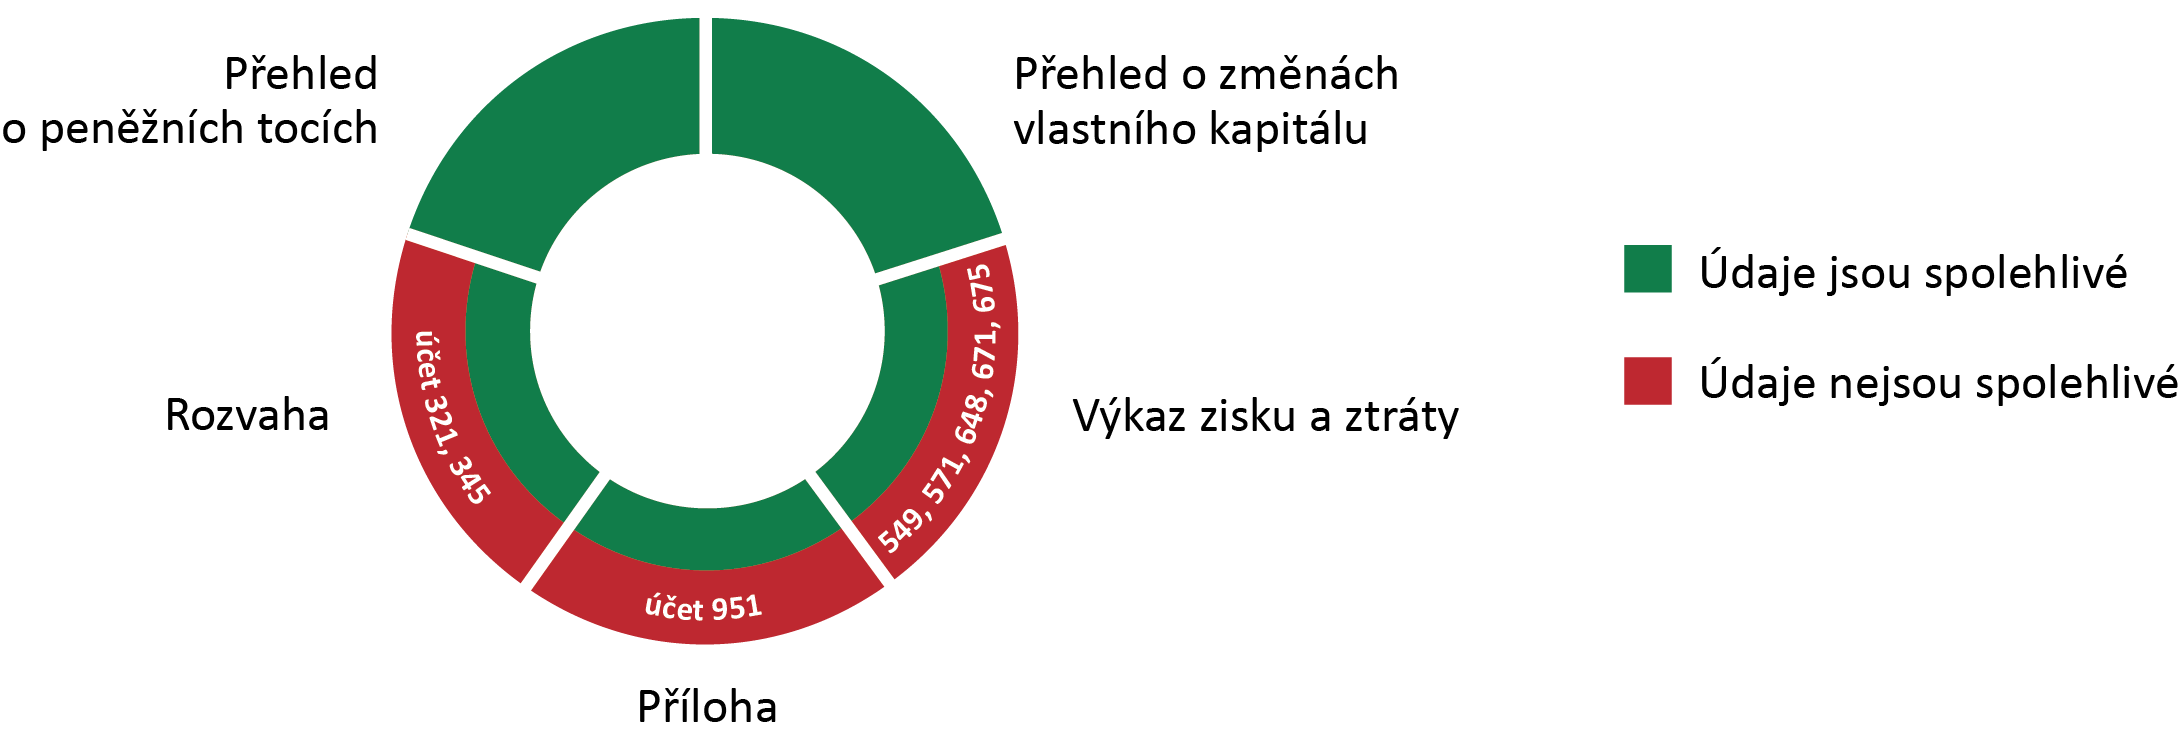 Přehled
o peněžních tocích
Přehled o změnách
vlastního kapitálu
Údaje jsou spolehlivé
Údaje nejsou spolehlivé
účet 321, 345
549, 571, 648, 671, 675
Rozvaha
Výkaz zisku a ztráty
účet 951
Příloha